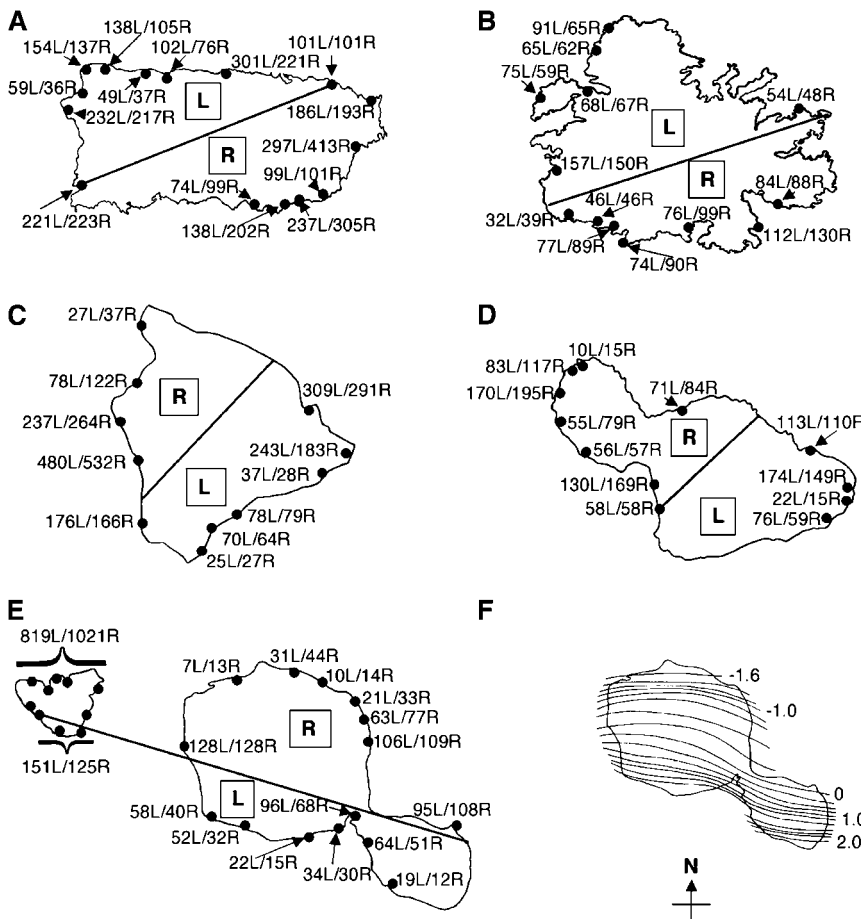 A
138L/105R
154L/137R
102L/76R
101L/101R
301L/221R
59L/36R
49L/37R
L
186L/193R
232L/217R
R
297L/413R
99L/101R
74L/99R
221L/223R
138L/202R
237L/305R
B
91L/65R
65L/62R
75L/59R
54L/48R
68L/67R
L
157L/150R
R
46L/46R
84L/88R
32L/39R
76L/99R
77L/89R
112L/130R
74L/90R
C
27L/37R
78L/122R
R
309L/291R
237L/264R
480L/532R
243L/183R
37L/28R
L
176L/166R
78L/79R
70L/64R
25L/27R
D
10L/15R
83L/117R
71L/84R
170L/195R
55L/79R
R
113L/110F
56L/57R
174L/149R
130L/169R
22L/15R
58L/58R
L
76L/59R
E
819L/1021R
31L/44R
7L/13R
10L/14R
21L/33R
R
63L/77R
128L/128R
106L/109R
151L/125R
L
58L/40R
96L/68R
95L/108R
52L/32R
64L/51R
22L/15R
34L/30R
19L/12R
F
-1.6
-1.0
0
1.0
2.0
N